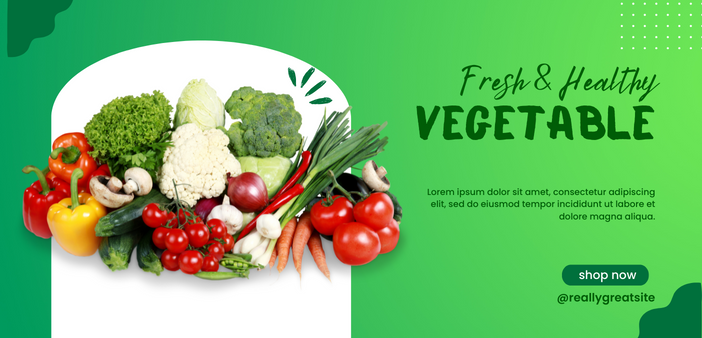 Fresh & Healthy
VEGETABLE
Lorem ipsum dolor sit amet, consectetur adipiscing
elit, sed do eiusmod tempor incididunt ut labore et
dolore magna aliqua.
shop now
@reallygreatsite